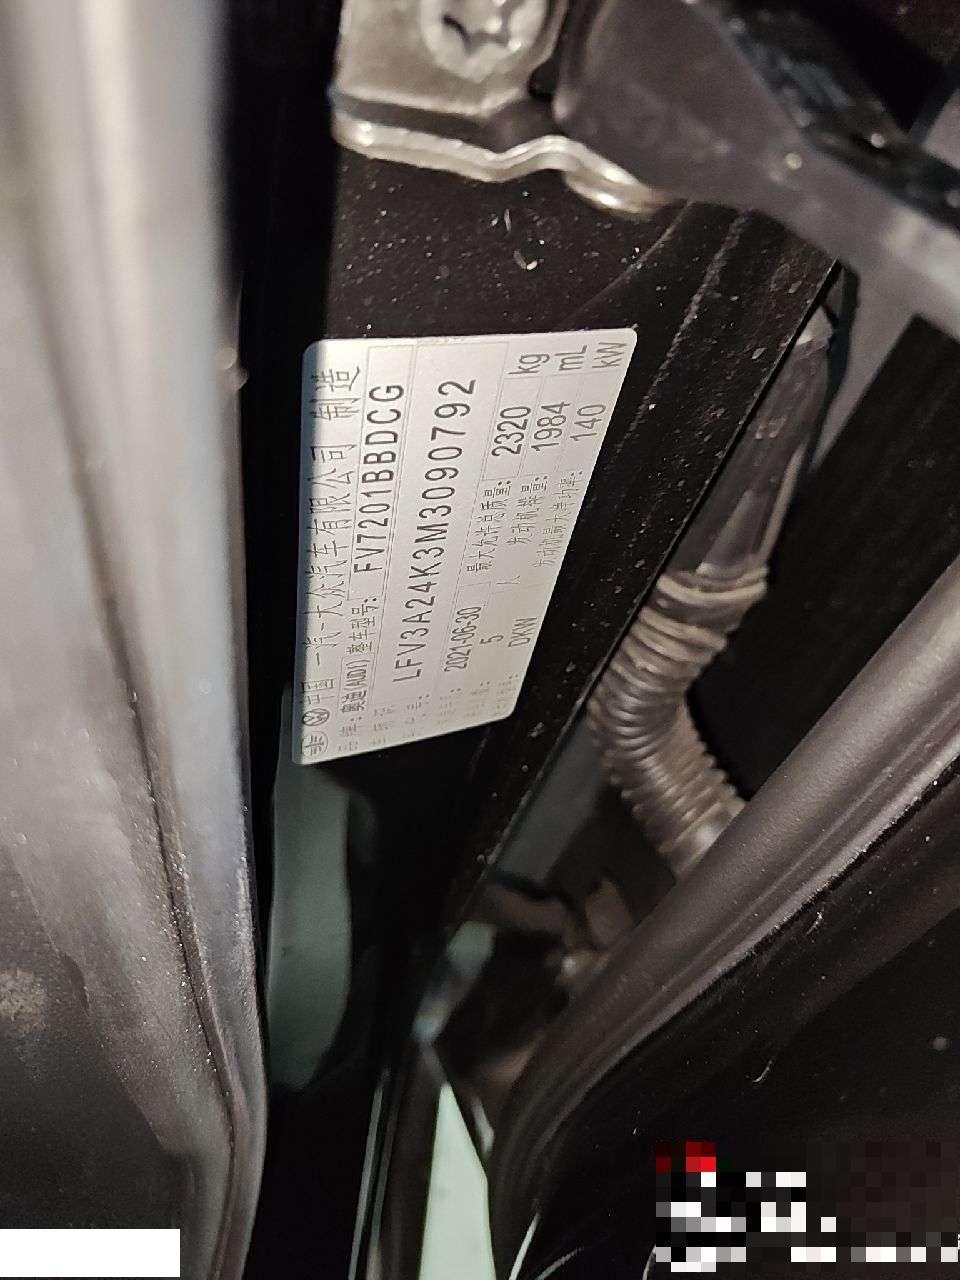 中国 一汽-大众汽车有限公司 制造
品牌：奥迪(AUDI) 整车型号： FV7201BBDCG
LFV3A24K3M3090792
2021-06-30 最大允许总质量： 2320 kg
5 人 发动机排量： 1984 mL
DKW 发动机最大净功率： 140 kW